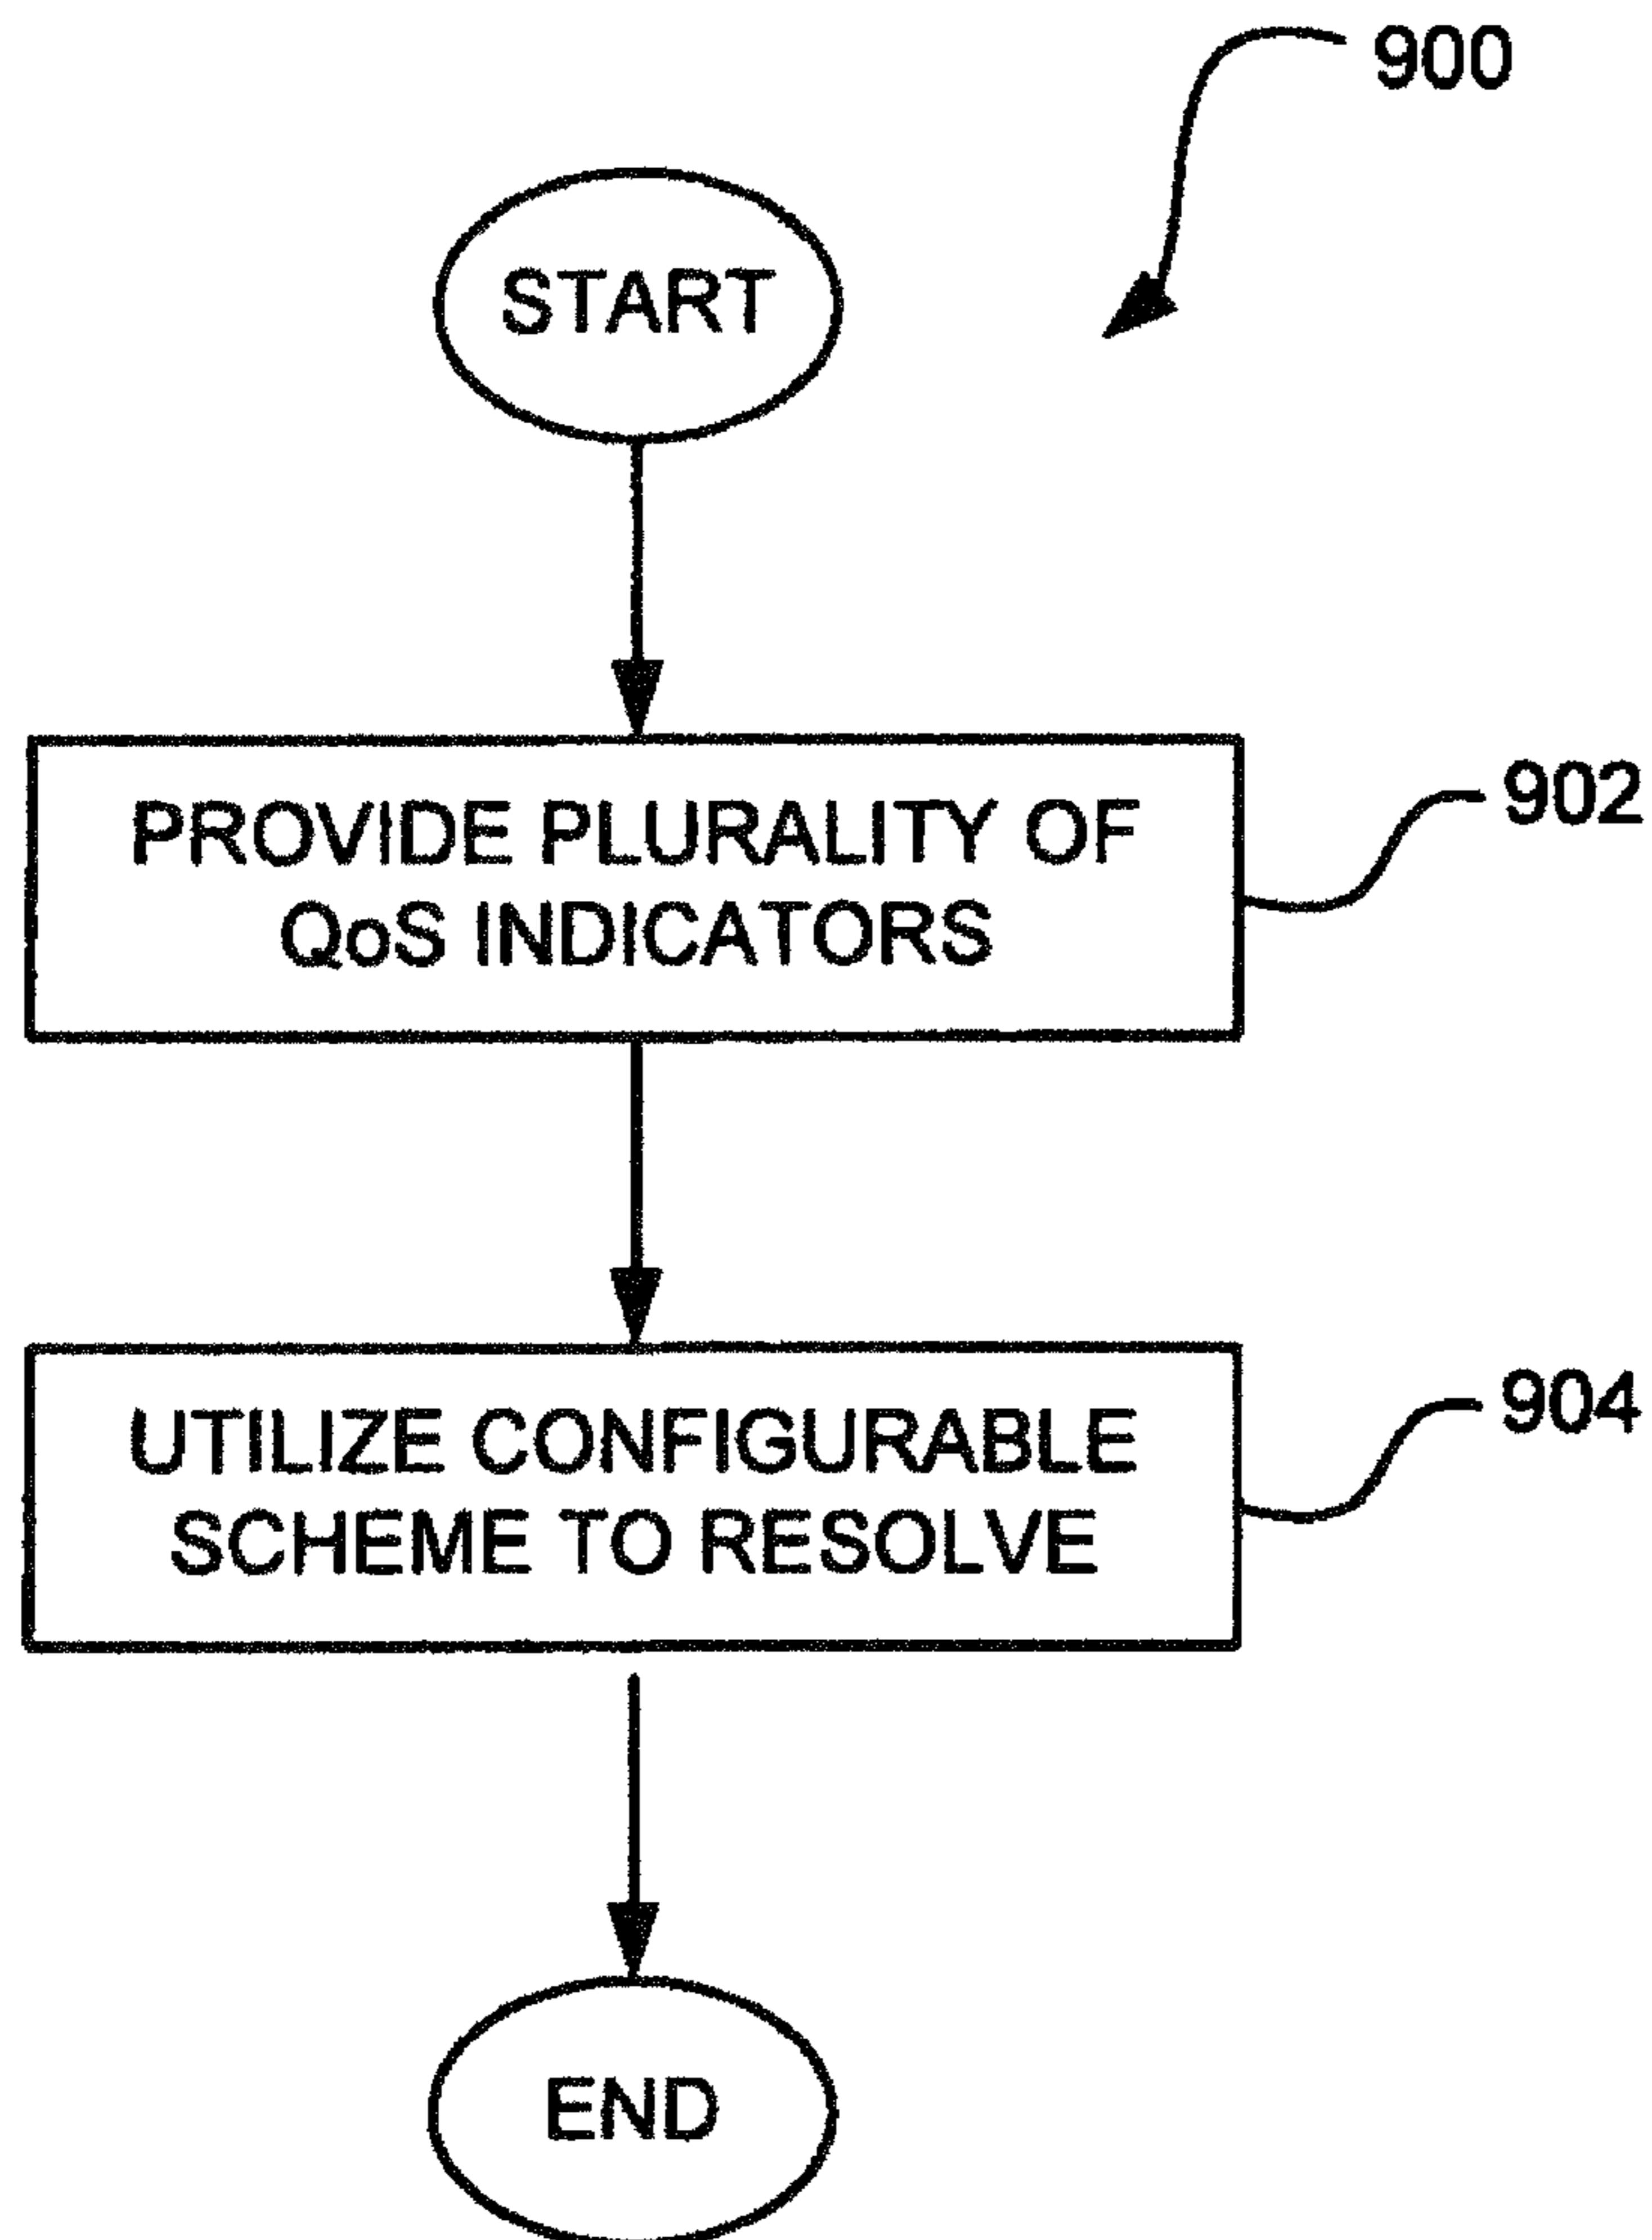 900
START
PROVIDE PLURALITY OF
QoS INDICATORS
902
UTILIZE CONFIGURABLE
SCHEME TO RESOLVE
904
END